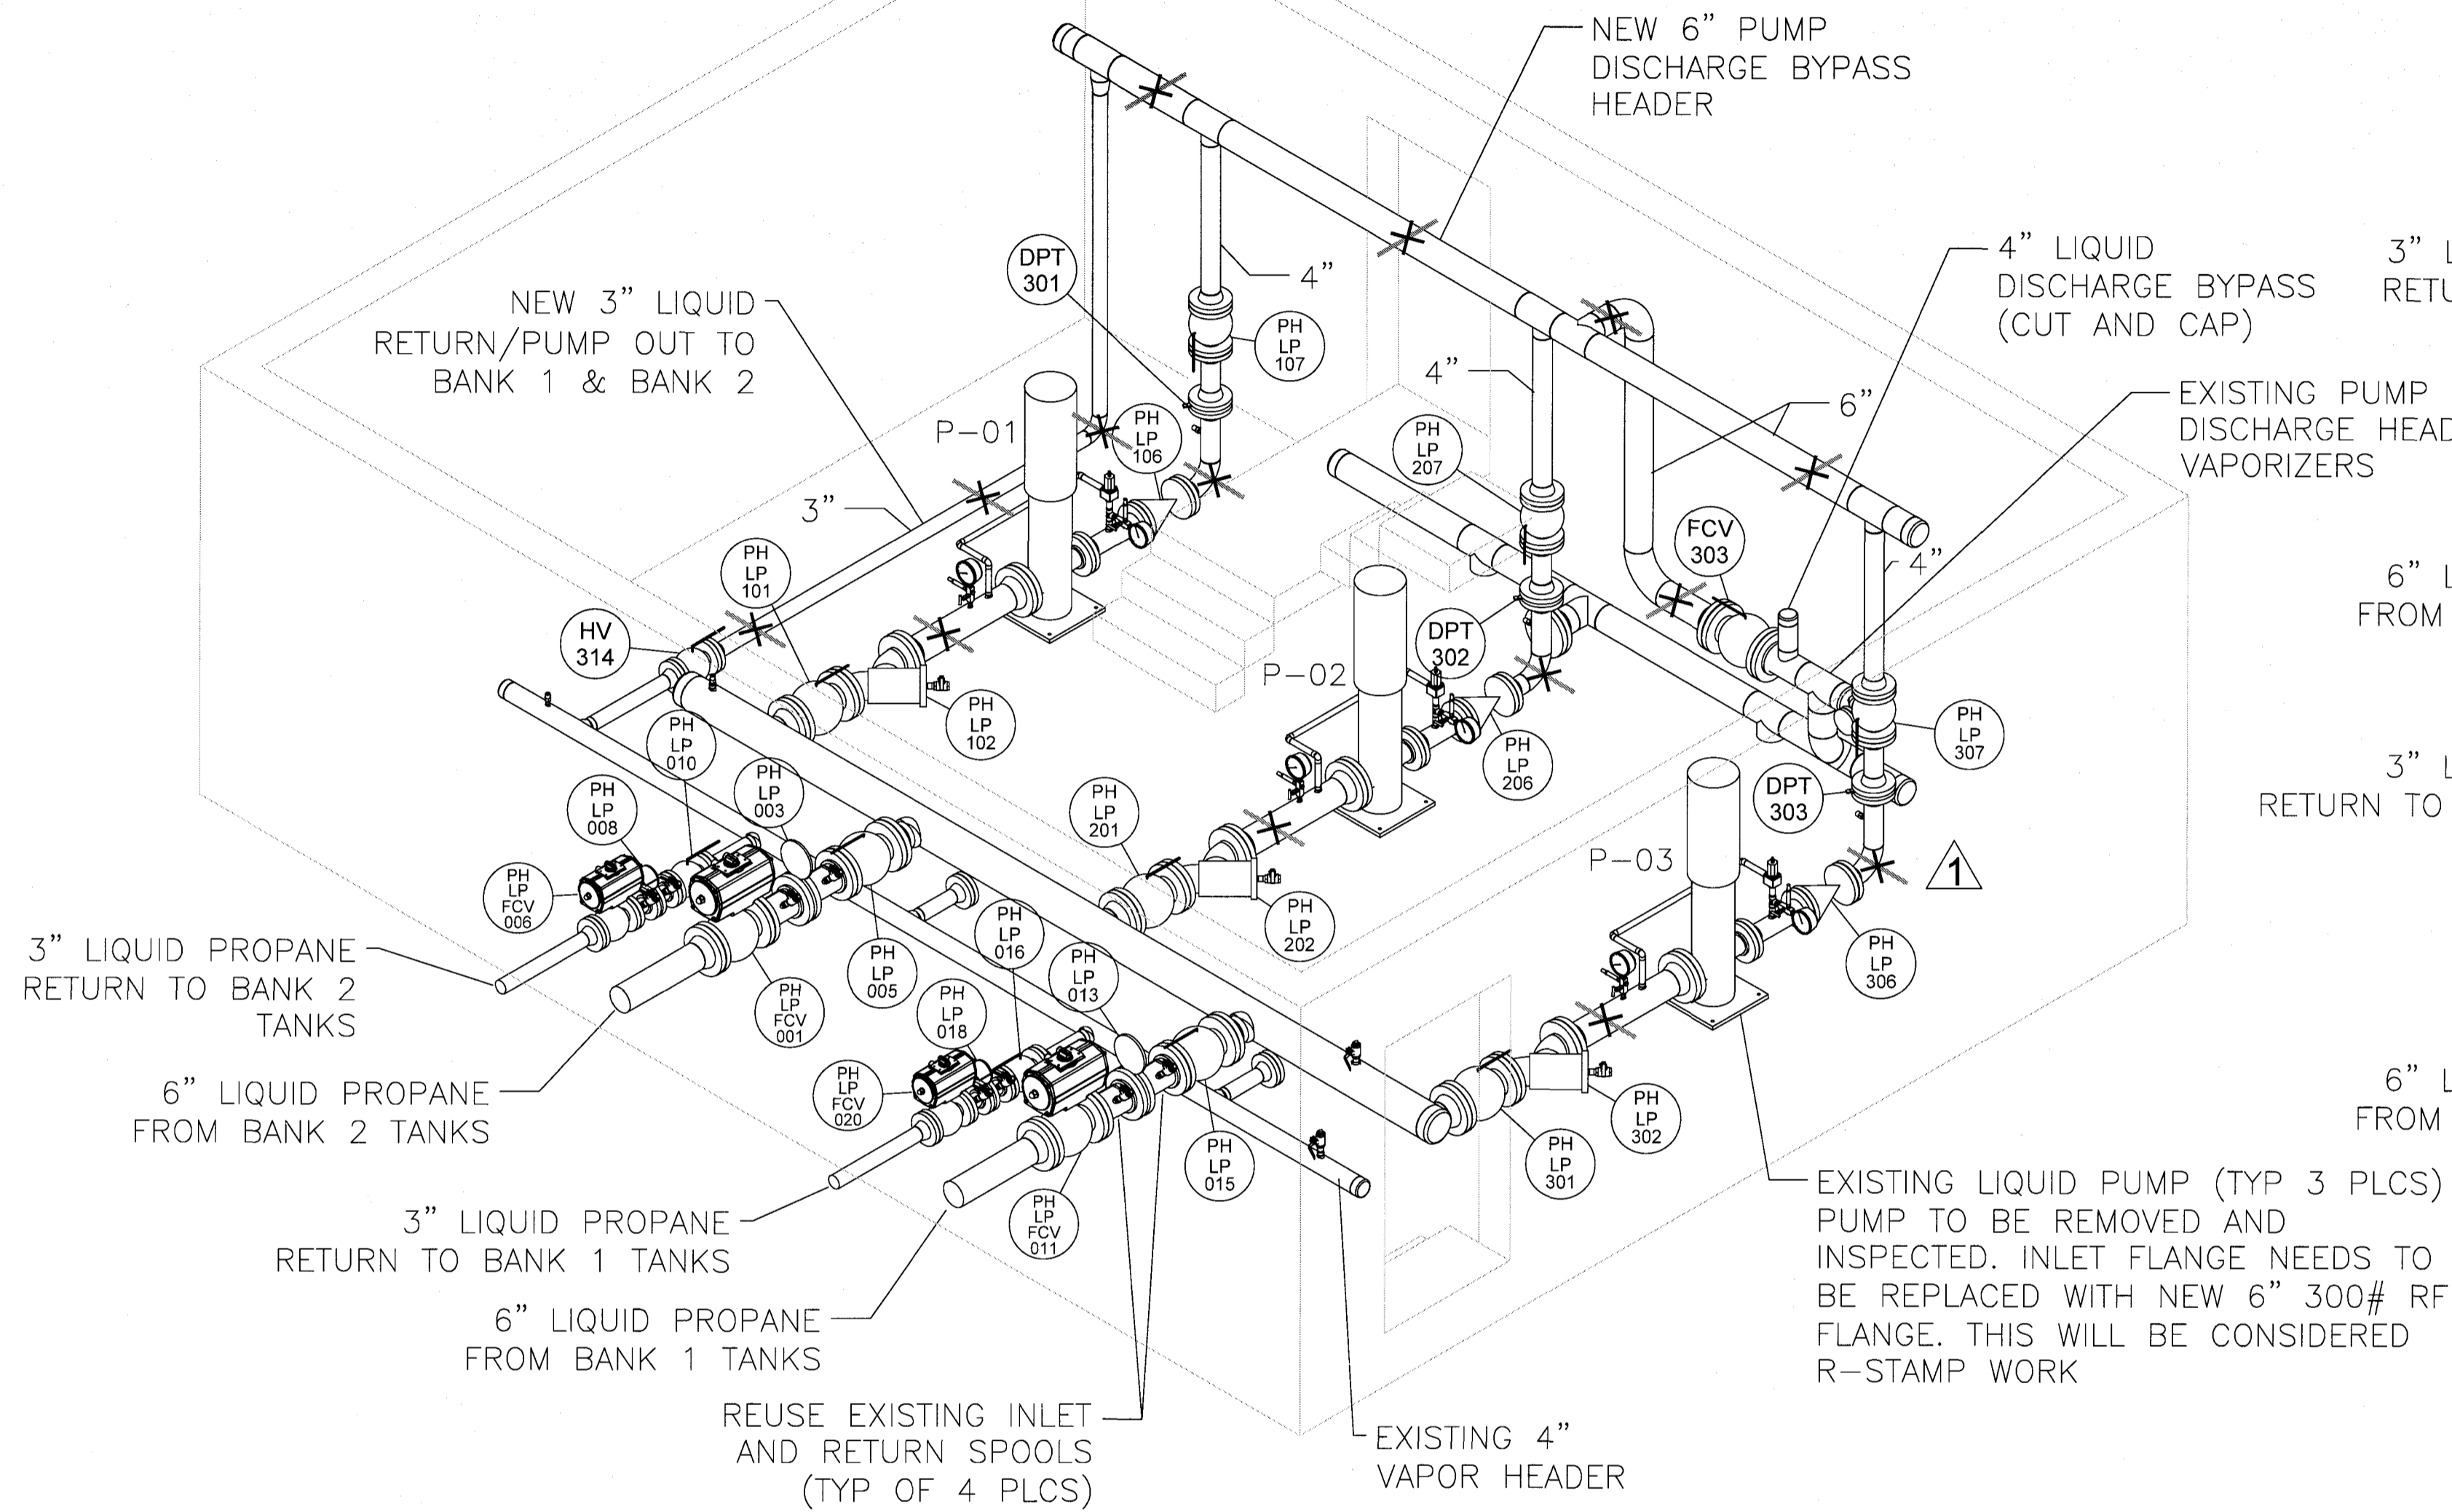 NEW 6” PUMP
DISCHARGE BYPASS
HEADER
4” LIQUID
DISCHARGE BYPASS
(CUT AND CAP)
3” L
RETU
EXISTING PUMP
DISCHARGE HEAD
VAPORIZERS
NEW 3” LIQUID
RETURN/PUMP OUT TO
BANK 1 & BANK 2
DPT
301
4”
PH
LP
107
P-01
PH
LP
106
3”
PH
LP
101
HV
314
PH
LP
102
4”
PH
LP
207
6”
FCV
303
4”
DPT
302
P-02
PH
LP
206
PH
LP
201
PH
LP
202
6” L
FROM
3” L
RETURN TO
PH
LP
307
DPT
303
P-03
1
PH
LP
306
PH
LP
302
PH
LP
301
PH
LP
010
PH
LP
003
PH
LP
008
PH
LP
FCV
006
PH
LP
FCV
001
PH
LP
005
PH
LP
016
PH
LP
013
PH
LP
018
PH
LP
FCV
020
PH
LP
FCV
011
PH
LP
015
3” LIQUID PROPANE
RETURN TO BANK 2
TANKS
6” LIQUID PROPANE
FROM BANK 2 TANKS
3” LIQUID PROPANE
RETURN TO BANK 1 TANKS
6” LIQUID PROPANE
FROM BANK 1 TANKS
REUSE EXISTING INLET
AND RETURN SPOOLS
(TYP OF 4 PLCS)
EXISTING 4”
VAPOR HEADER
6” L
FROM
EXISTING LIQUID PUMP (TYP 3 PLCS)
PUMP TO BE REMOVED AND
INSPECTED. INLET FLANGE NEEDS TO
BE REPLACED WITH NEW 6” 300# RF
FLANGE. THIS WILL BE CONSIDERED
R-STAMP WORK